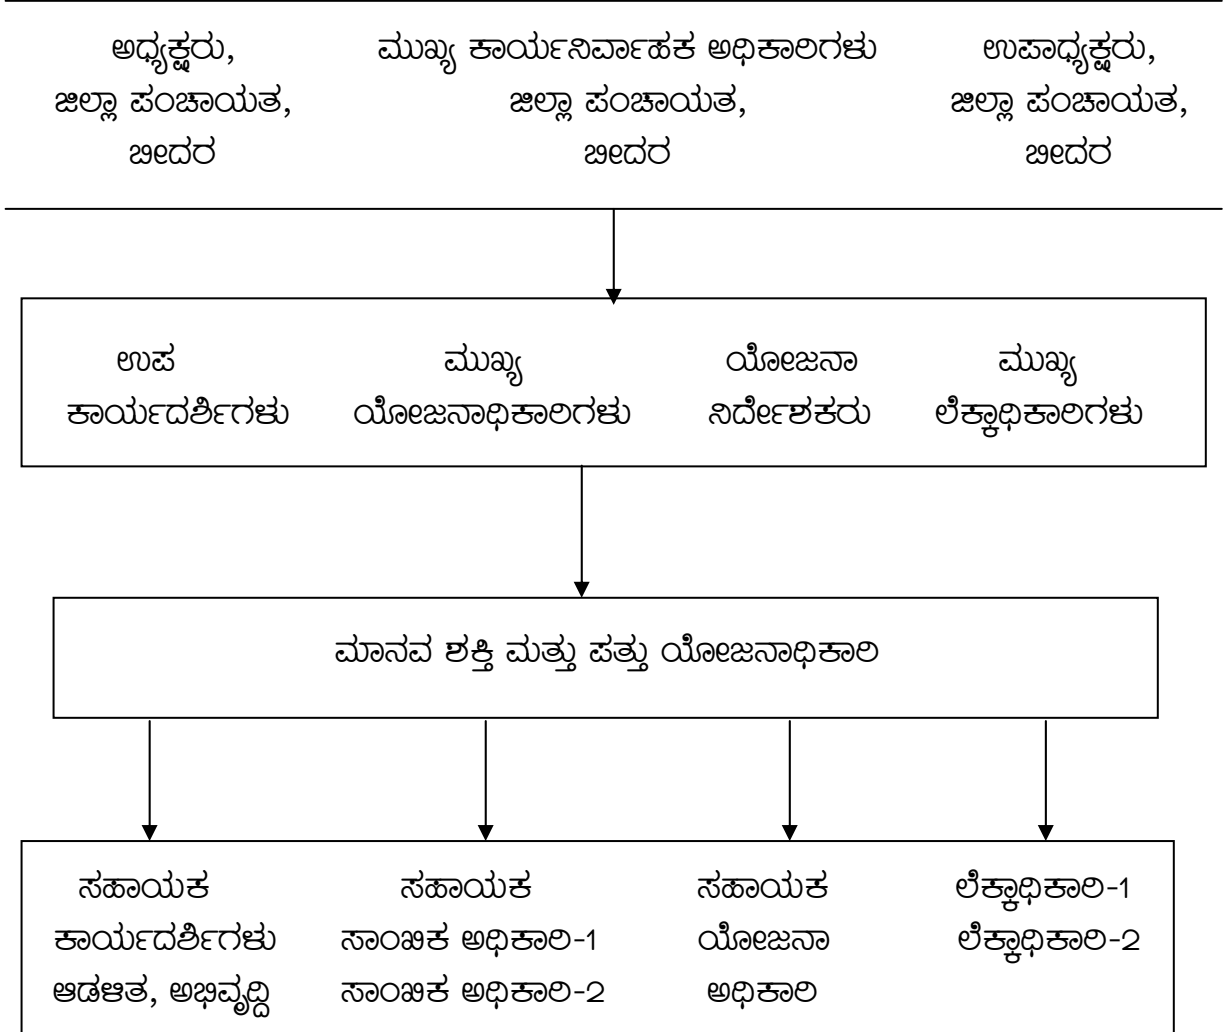 ಅಧ್ಯಕ್ಷರು, ಮುಖ್ಯ ಕಾರ್ಯನಿರ್ವಾಹಕ ಅಧಿಕಾರಿಗಳು ಉಪಾಧ್ಯಕ್ಷರು,
ಜಿಲ್ಲಾ ಪಂಚಾಯತ, ಜಿಲ್ಲಾ ಪಂಚಾಯತ, ಜಿಲ್ಲಾ ಪಂಚಾಯತ,
ಬೀದರ ಬೀದರ ಬೀದರ
ಉಪ ಮುಖ್ಯ ಯೋಜನಾ ಮುಖ್ಯ
ಕಾರ್ಯದರ್ಶಿಗಳು ಯೋಜನಾಧಿಕಾರಿಗಳು ನಿರ್ದೇಶಕರು ಲೆಕ್ಕಾಧಿಕಾರಿಗಳು
ಮಾನವ ಶಕ್ತಿ ಮತ್ತು ಪತ್ತು ಯೋಜನಾಧಿಕಾರಿ
ಸಹಾಯಕ ಸಹಾಯಕ ಸಹಾಯಕ ಲೆಕ್ಕಾಧಿಕಾರಿ-1
ಕಾರ್ಯದರ್ಶಿಗಳು ಸಾಂಖಿಕ ಅಧಿಕಾರಿ-1 ಯೋಜನಾ ಲೆಕ್ಕಾಧಿಕಾರಿ-2
ಆಡಳಿತ, ಅಭಿವೃದ್ದಿ ಸಾಂಖಿಕ ಅಧಿಕಾರಿ-2 ಅಧಿಕಾರಿ